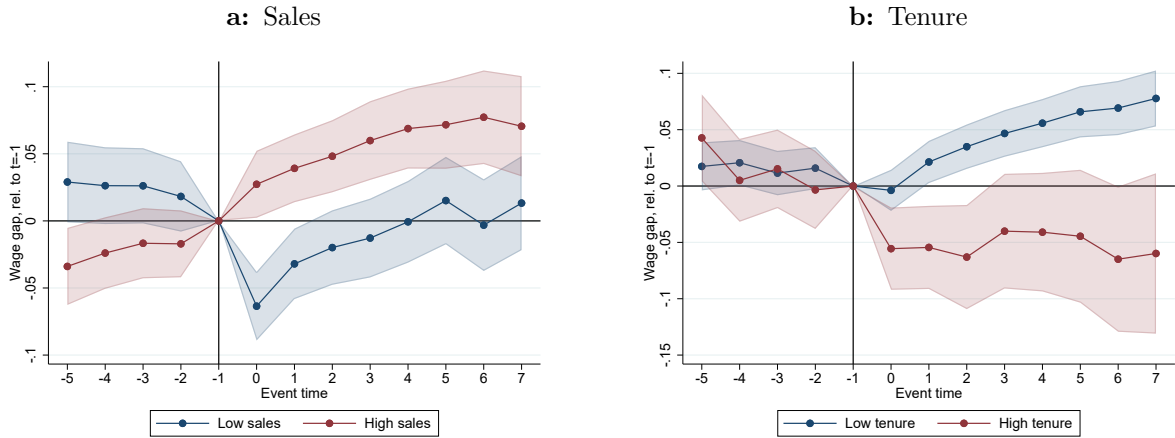 a: Sales
Wage gap, rel. to t=-1
.1
.05
0
-.05
-.1
-5 -4 -3 -2 -1 0 1 2 3 4 5 6 7
Event time
Low sales High sales
b: Tenure
Wage gap, rel. to t=-1
.1
.05
0
-.05
-.1
-.15
-5 -4 -3 -2 -1 0 1 2 3 4 5 6 7
Event time
Low tenure High tenure